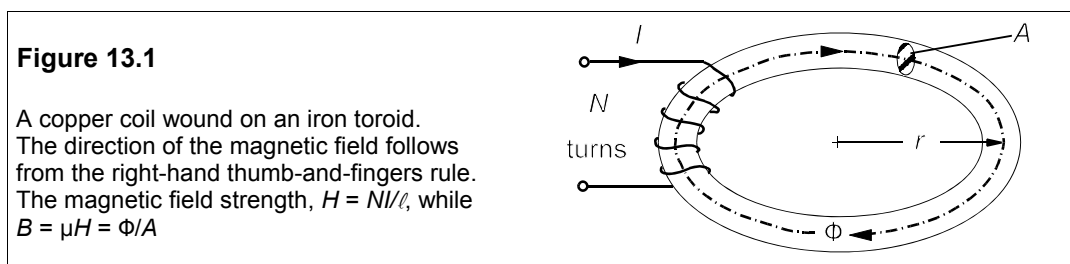 Figure 13.1
A copper coil wound on an iron toroid.
The direction of the magnetic field follows
from the right-hand thumb-and-fingers rule.
The magnetic field strength, H = NI/ℓ, while
B = μH = Φ/A
I
N
turns
A
r
Φ